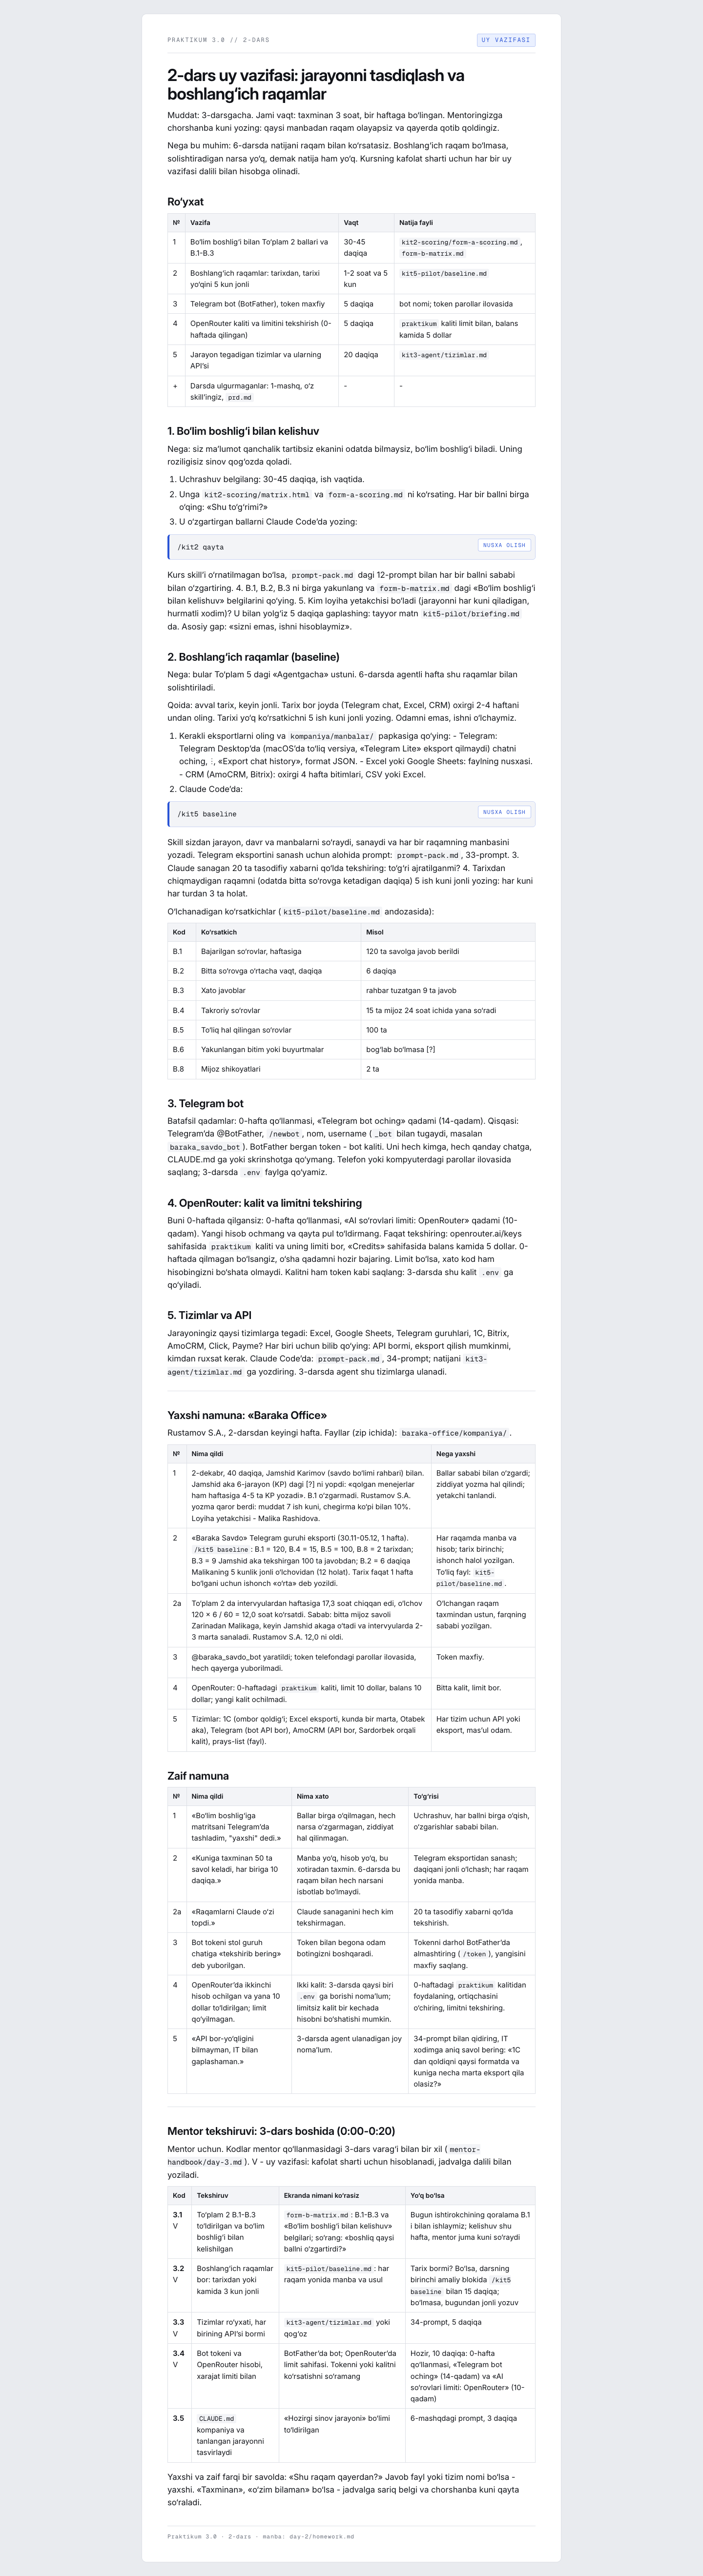 PRAKTIKUM 3.0 // 2-DARS
UY VAZIFASI
2-dars uy vazifasi: jarayonni tasdiqlash va
boshlang‘ich raqamlar
Muddat: 3-darsgacha. Jami vaqt: taxminan 3 soat, bir haftaga bo‘lingan. Mentoringizga
chorshanba kuni yozing: qaysi manbadan raqam olayapsiz va qayerda qotib qoldingiz.
Nega bu muhim: 6-darsda natijani raqam bilan ko‘rsatasiz. Boshlang‘ich raqam bo‘lmasa,
solishtiradigan narsa yo‘q, demak natija ham yo‘q. Kursning kafolat sharti uchun har bir uy
vazifasi dalili bilan hisobga olinadi.
Ro‘yxat
№ Vazifa Vaqt Natija fayli
1 Bo‘lim boshlig‘i bilan To‘plam 2 ballari va B.1-B.3 30-45 daqiqa kit2-scoring/form-a-scoring.md, form-b-matrix.md
2 Boshlang‘ich raqamlar: tarixdan, tarixi yo‘qini 5 kun jonli 1-2 soat va 5 kun kit5-pilot/baseline.md
3 Telegram bot (BotFather), token maxfiy 5 daqiqa bot nomi; token parollar ilovasida
4 OpenRouter kaliti va limitini tekshirish (0-haftada qilingan) 5 daqiqa praktikum kaliti limit bilan, balans kamida 5 dollar
5 Jarayon tegadigan tizimlar va ularning API’si 20 daqiqa kit3-agent/tizimlar.md
+ Darsda ulgurmaganlar: 1-mashq, o‘z skill’ingiz, prd.md - -
1. Bo‘lim boshlig‘i bilan kelishuv
Nega: siz ma’lumot qanchalik tartibsiz ekanini odatda bilmaysiz, bo‘lim boshlig‘i biladi. Uning
roziligisiz sinov qog‘ozda qoladi.
1. Uchrashuv belgilang: 30-45 daqiqa, ish vaqtida.
2. Unga kit2-scoring/matrix.html va form-a-scoring.md ni ko‘rsating. Har bir ballni birga
o‘qing: «Shu to‘g‘rimi?»
3. U o‘zgartirgan ballarni Claude Code’da yozing:
/kit2 qayta
NUSXA OLISH
Kurs skill’i o‘rnatilmagan bo‘lsa, prompt-pack.md dagi 12-prompt bilan har bir ballni sababi
bilan o‘zgartiring. 4. B.1, B.2, B.3 ni birga yakunlang va form-b-matrix.md dagi «Bo‘lim boshlig‘i
bilan kelishuv» belgilarini qo‘ying. 5. Kim loyiha yetakchisi bo‘ladi (jarayonni har kuni qiladigan,
hurmatli xodim)? U bilan yolg‘iz 5 daqiqa gaplashing: tayyor matn kit5-pilot/briefing.md
da. Asosiy gap: «sizni emas, ishni hisoblaymiz».
2. Boshlang‘ich raqamlar (baseline)
Nega: bular To‘plam 5 dagi «Agentgacha» ustuni. 6-darsda agentli hafta shu raqamlar bilan
solishtiriladi.
Qoida: avval tarix, keyin jonli. Tarix bor joyda (Telegram chat, Excel, CRM) oxirgi 2-4 haftani
undan oling. Tarixi yo‘q ko‘rsatkichni 5 ish kuni jonli yozing. Odamni emas, ishni o‘lchaymiz.
1. Kerakli eksportlarni oling va kompaniya/manbalar/ papkasiga qo‘ying: - Telegram:
Telegram Desktop’da (macOS’da to‘liq versiya, «Telegram Lite» eksport qilmaydi) chatni
oching, ⋮, «Export chat history», format JSON. - Excel yoki Google Sheets: faylning nusxasi.
- CRM (AmoCRM, Bitrix): oxirgi 4 hafta bitimlari, CSV yoki Excel.
2. Claude Code’da:
/kit5 baseline
NUSXA OLISH
Skill sizdan jarayon, davr va manbalarni so‘raydi, sanaydi va har bir raqamning manbasini
yozadi. Telegram eksportini sanash uchun alohida prompt: prompt-pack.md, 33-prompt. 3.
Claude sanagan 20 ta tasodifiy xabarni qo‘lda tekshiring: to‘g‘ri ajratilganmi? 4. Tarixdan
chiqmaydigan raqamni (odatda bitta so‘rovga ketadigan daqiqa) 5 ish kuni jonli yozing: har kuni
har turdan 3 ta holat.
O‘lchanadigan ko‘rsatkichlar (kit5-pilot/baseline.md andozasida):
Kod Ko‘rsatkich Misol
B.1 Bajarilgan so‘rovlar, haftasiga 120 ta savolga javob berildi
B.2 Bitta so‘rovga o‘rtacha vaqt, daqiqa 6 daqiqa
B.3 Xato javoblar rahbar tuzatgan 9 ta javob
B.4 Takroriy so‘rovlar 15 ta mijoz 24 soat ichida yana so‘radi
B.5 To‘liq hal qilingan so‘rovlar 100 ta
B.6 Yakunlangan bitim yoki buyurtmalar bog‘lab bo‘lmasa [?]
B.8 Mijoz shikoyatlari 2 ta
3. Telegram bot
Batafsil qadamlar: 0-hafta qo‘llanmasi, «Telegram bot oching» qadami (14-qadam). Qisqasi:
Telegram’da @BotFather, /newbot, nom, username (_bot bilan tugaydi, masalan
baraka_savdo_bot). BotFather bergan token - bot kaliti. Uni hech kimga, hech qanday chatga,
CLAUDE.md ga yoki skrinshotga qo‘ymang. Telefon yoki kompyuterdagi parollar ilovasida
saqlang; 3-darsda .env faylga qo‘yamiz.
4. OpenRouter: kalit va limitni tekshiring
Buni 0-haftada qilgansiz: 0-hafta qo‘llanmasi, «AI so‘rovlari limiti: OpenRouter» qadami (10-
qadam). Yangi hisob ochmang va qayta pul to‘ldirmang. Faqat tekshiring: openrouter.ai/keys
sahifasida praktikum kaliti va uning limiti bor, «Credits» sahifasida balans kamida 5 dollar. 0-
haftada qilmagan bo‘lsangiz, o‘sha qadamni hozir bajaring. Limit bo‘lsa, xato kod ham
hisobingizni bo‘shata olmaydi. Kalitni ham token kabi saqlang: 3-darsda shu kalit .env ga
qo‘yiladi.
5. Tizimlar va API
Jarayoningiz qaysi tizimlarga tegadi: Excel, Google Sheets, Telegram guruhlari, 1C, Bitrix,
AmoCRM, Click, Payme? Har biri uchun bilib qo‘ying: API bormi, eksport qilish mumkinmi,
kimdan ruxsat kerak. Claude Code’da: prompt-pack.md, 34-prompt; natijani kit3-
agent/tizimlar.md ga yozdiring. 3-darsda agent shu tizimlarga ulanadi.
Yaxshi namuna: «Baraka Office»
Rustamov S.A., 2-darsdan keyingi hafta. Fayllar (zip ichida): baraka-office/kompaniya/.
№ Nima qildi Nega yaxshi
1 2-dekabr, 40 daqiqa, Jamshid Karimov (savdo bo‘limi rahbari) bilan. Jamshid aka 6-jarayon (KP) dagi [?] ni yopdi: «qolgan menejerlar ham haftasiga 4-5 ta KP yozadi». B.1 o‘zgarmadi. Rustamov S.A. yozma qaror berdi: muddat 7 ish kuni, chegirma ko‘pi bilan 10%. Loyiha yetakchisi - Malika Rashidova. Ballar sababi bilan o‘zgardi; ziddiyat yozma hal qilindi; yetakchi tanlandi.
2 «Baraka Savdo» Telegram guruhi eksporti (30.11-05.12, 1 hafta). /kit5 baseline: B.1 = 120, B.4 = 15, B.5 = 100, B.8 = 2 tarixdan; B.3 = 9 Jamshid aka tekshirgan 100 ta javobdan; B.2 = 6 daqiqa Malikaning 5 kunlik jonli o‘lchovidan (12 holat). Tarix faqat 1 hafta bo‘lgani uchun ishonch «o‘rta» deb yozildi. Har raqamda manba va hisob; tarix birinchi; ishonch halol yozilgan. To‘liq fayl: kit5-pilot/baseline.md.
2a To‘plam 2 da intervyulardan haftasiga 17,3 soat chiqqan edi, o‘lchov 120 × 6 / 60 = 12,0 soat ko‘rsatdi. Sabab: bitta mijoz savoli Zarinadan Malikaga, keyin Jamshid akaga o‘tadi va intervyularda 2-3 marta sanaladi. Rustamov S.A. 12,0 ni oldi. O‘lchangan raqam taxmindan ustun, farqning sababi yozilgan.
3 @baraka_savdo_bot yaratildi; token telefondagi parollar ilovasida, hech qayerga yuborilmadi. Token maxfiy.
4 OpenRouter: 0-haftadagi praktikum kaliti, limit 10 dollar, balans 10 dollar; yangi kalit ochilmadi. Bitta kalit, limit bor.
5 Tizimlar: 1C (ombor qoldig‘i; Excel eksporti, kunda bir marta, Otabek aka), Telegram (bot API bor), AmoCRM (API bor, Sardorbek orqali kalit), prays-list (fayl). Har tizim uchun API yoki eksport, mas’ul odam.
Zaif namuna
№ Nima qildi Nima xato To‘g‘risi
1 «Bo‘lim boshlig‘iga matritsani Telegram’da tashladim, "yaxshi" dedi.» Ballar birga o‘qilmagan, hech narsa o‘zgarmagan, ziddiyat hal qilinmagan. Uchrashuv, har ballni birga o‘qish, o‘zgarishlar sababi bilan.
2 «Kuniga taxminan 50 ta savol keladi, har biriga 10 daqiqa.» Manba yo‘q, hisob yo‘q, bu xotiradan taxmin. 6-darsda bu raqam bilan hech narsani isbotlab bo‘lmaydi. Telegram eksportidan sanash; daqiqani jonli o‘lchash; har raqam yonida manba.
2a «Raqamlarni Claude o‘zi topdi.» Claude sanaganini hech kim tekshirmagan. 20 ta tasodifiy xabarni qo‘lda tekshirish.
3 Bot tokeni stol guruh chatiga «tekshirib bering» deb yuborilgan. Token bilan begona odam botingizni boshqaradi. Tokenni darhol BotFather’da almashtiring (/token), yangisini maxfiy saqlang.
4 OpenRouter’da ikkinchi hisob ochilgan va yana 10 dollar to‘ldirilgan; limit qo‘yilmagan. Ikki kalit: 3-darsda qaysi biri .env ga borishi noma’lum; limitsiz kalit bir kechada hisobni bo‘shatishi mumkin. 0-haftadagi praktikum kalitidan foydalaning, ortiqchasini o‘chiring, limitni tekshiring.
5 «API bor-yo‘qligini bilmayman, IT bilan gaplashaman.» 3-darsda agent ulanadigan joy noma’lum. 34-prompt bilan qidiring, IT xodimga aniq savol bering: «1C dan qoldiqni qaysi formatda va kuniga necha marta eksport qila olasiz?»
Mentor tekshiruvi: 3-dars boshida (0:00-0:20)
Mentor uchun. Kodlar mentor qo‘llanmasidagi 3-dars varag‘i bilan bir xil (mentor-
handbook/day-3.md). V - uy vazifasi: kafolat sharti uchun hisoblanadi, jadvalga dalili bilan
yoziladi.
Kod Tekshiruv Ekranda nimani ko‘rasiz Yo‘q bo‘lsa
3.1 V To‘plam 2 B.1-B.3 to‘ldirilgan va bo‘lim boshlig‘i bilan kelishilgan form-b-matrix.md: B.1-B.3 va «Bo‘lim boshlig‘i bilan kelishuv» belgilari; so‘rang: «boshliq qaysi ballni o‘zgartirdi?» Bugun ishtirokchining qoralama B.1 i bilan ishlaymiz; kelishuv shu hafta, mentor juma kuni so‘raydi
3.2 V Boshlang‘ich raqamlar bor: tarixdan yoki kamida 3 kun jonli kit5-pilot/baseline.md: har raqam yonida manba va usul Tarix bormi? Bo‘lsa, darsning birinchi amaliy blokida /kit5 baseline bilan 15 daqiqa; bo‘lmasa, bugundan jonli yozuv
3.3 V Tizimlar ro‘yxati, har birining API’si bormi kit3-agent/tizimlar.md yoki qog‘oz 34-prompt, 5 daqiqa
3.4 V Bot tokeni va OpenRouter hisobi, xarajat limiti bilan BotFather’da bot; OpenRouter’da limit sahifasi. Tokenni yoki kalitni ko‘rsatishni so‘ramang Hozir, 10 daqiqa: 0-hafta qo‘llanmasi, «Telegram bot oching» (14-qadam) va «AI so‘rovlari limiti: OpenRouter» (10-qadam)
3.5 CLAUDE.md kompaniya va tanlangan jarayonni tasvirlaydi «Hozirgi sinov jarayoni» bo‘limi to‘ldirilgan 6-mashqdagi prompt, 3 daqiqa
Yaxshi va zaif farqi bir savolda: «Shu raqam qayerdan?» Javob fayl yoki tizim nomi bo‘lsa -
yaxshi. «Taxminan», «o‘zim bilaman» bo‘lsa - jadvalga sariq belgi va chorshanba kuni qayta
so‘raladi.
Praktikum 3.0 · 2-dars · manba: day-2/homework.md